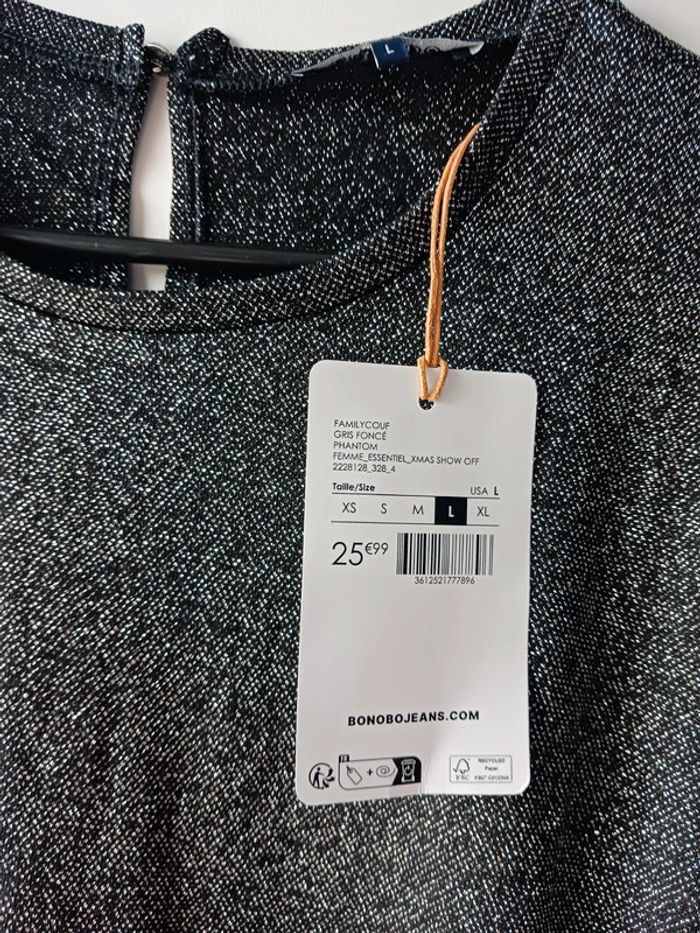 L
FAMILYCOUF
GRIS FONCÉ
PHANTOM
FEMME_ESSENTIEL_XMAS SHOW OFF
2228128_328_4
Taille/Size USA L
XS S M L XL
25€99
3612521777896
BONOBOJEANS.COM
FR
+
FSC
RECYCLED
Paper